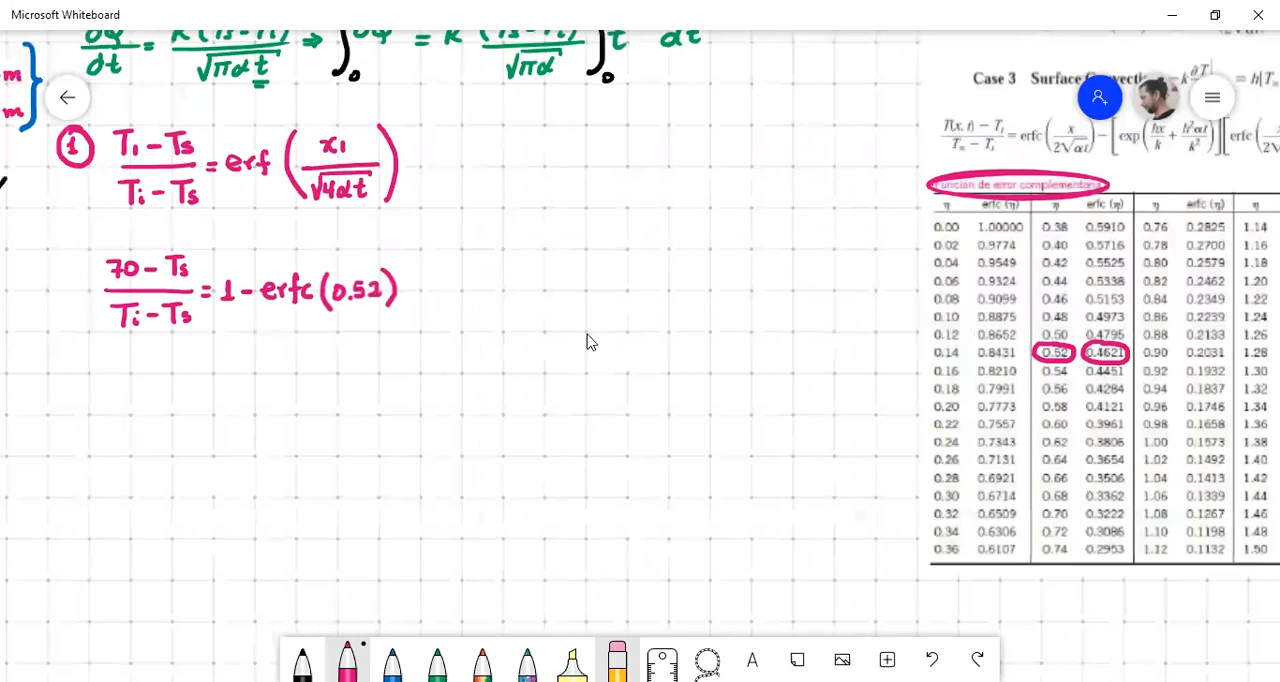 Microsoft Whiteboard
m
m
= K
√παt ⇒
∂t
= K
√πα
dt
Case 3 Surface
∂T
= h[T∞
T(x, t) − Ti
T∞ − Ti
= erfc ( x
2√αt ) − [exp ( hx
k + h²αt
k² )][erfc ( x
1 T1 - Ts
Ti - Ts = erf ( x1
√4αt )
70 - Ts
Ti - Ts = 1 - erfc (0.52)
Función de error complementaria
η erfc (η) η erfc (η) η erfc (η) η
0.00 1.00000 0.38 0.5910 0.76 0.2825 1.14
0.02 0.9774 0.40 0.5716 0.78 0.2700 1.16
0.04 0.9549 0.42 0.5525 0.80 0.2579 1.18
0.06 0.9324 0.44 0.5338 0.82 0.2462 1.20
0.08 0.9099 0.46 0.5153 0.84 0.2349 1.22
0.10 0.8875 0.48 0.4973 0.86 0.2239 1.24
0.12 0.8652 0.50 0.4795 0.88 0.2133 1.26
0.14 0.8431 0.52 0.4621 0.90 0.2031 1.28
0.16 0.8210 0.54 0.4451 0.92 0.1932 1.30
0.18 0.7991 0.56 0.4284 0.94 0.1837 1.32
0.20 0.7773 0.58 0.4121 0.96 0.1746 1.34
0.22 0.7557 0.60 0.3961 0.98 0.1658 1.36
0.24 0.7343 0.62 0.3806 1.00 0.1573 1.38
0.26 0.7131 0.64 0.3654 1.02 0.1492 1.40
0.28 0.6921 0.66 0.3506 1.04 0.1413 1.42
0.30 0.6714 0.68 0.3362 1.06 0.1339 1.44
0.32 0.6509 0.70 0.3222 1.08 0.1267 1.46
0.34 0.6306 0.72 0.3086 1.10 0.1198 1.48
0.36 0.6107 0.74 0.2953 1.12 0.1132 1.50